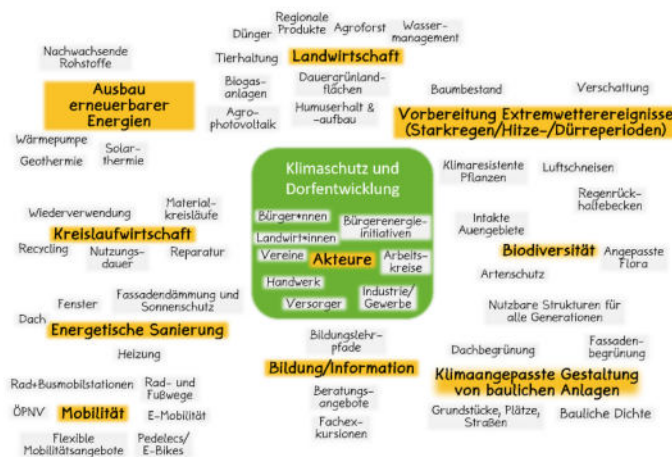 Regionale
Produkte
Agroforst
Wasser-
management
Dünger
Tierhaltung
Landwirtschaft
Biogas-
anlagen
Dauergrünland-
flächen
Agro-
photovoltaik
Humuserhalt &
-aufbau
Nachwachsende
Rohstoffe
Ausbau
erneuerbarer
Energien
Wärmepumpe
Geothermie
Solar-
thermie
Baumbestand
Verschattung
Vorbereitung Extremwetterereignisse
(Starkregen/Hitze-/Dürreperioden)
Klimaresistente
Pflanzen
Luftschneisen
Regenrück-
haltebecken
Klimaschutz und
Dorfentwicklung
Bürger*nnen
Bürgerenergie-
initiativen
Landwirt*innen
Vereine
Akteure
Arbeits-
kreise
Handwerk
Versorger
Industrie/
Gewerbe
Wiederverwendung
Material-
kreisläufe
Kreislaufwirtschaft
Recycling
Nutzungs-
dauer
Reparatur
Intakte
Auengebiete
Biodiversität
Angepasste
Flora
Artenschutz
Dach
Fenster
Fassadendämmung und
Sonnenschutz
Energetische Sanierung
Heizung
Bildungslehr-
pfade
Bildung/Information
Beratungs-
angebote
Fachex-
kursionen
Nutzbare Strukturen für
alle Generationen
Dachbegrünung
Fassaden-
begrünung
Klimaangepasste Gestaltung
von baulichen Anlagen
Grundstücke, Plätze,
Straßen
Bauliche Dichte
Rad+Busmobilstationen
Rad- und
Fußwege
ÖPNV
Mobilität
E-Mobilität
Flexible
Mobilitätsangebote
Pedelecs/
E-Bikes